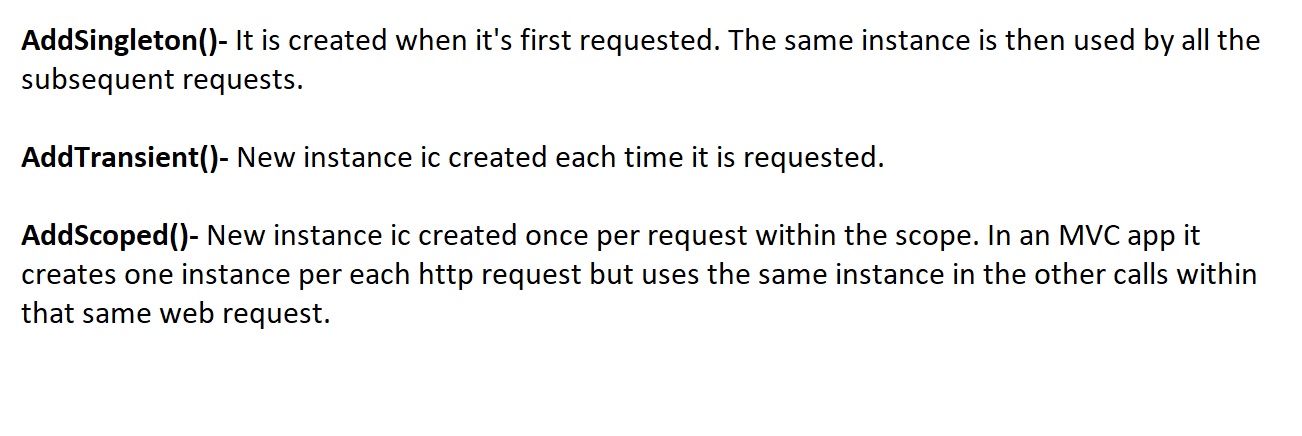 AddSingleton()- It is created when it's first requested. The same instance is then used by all the
subsequent requests.
AddTransient()- New instance ic created each time it is requested.
AddScoped()- New instance ic created once per request within the scope. In an MVC app it
creates one instance per each http request but uses the same instance in the other calls within
that same web request.